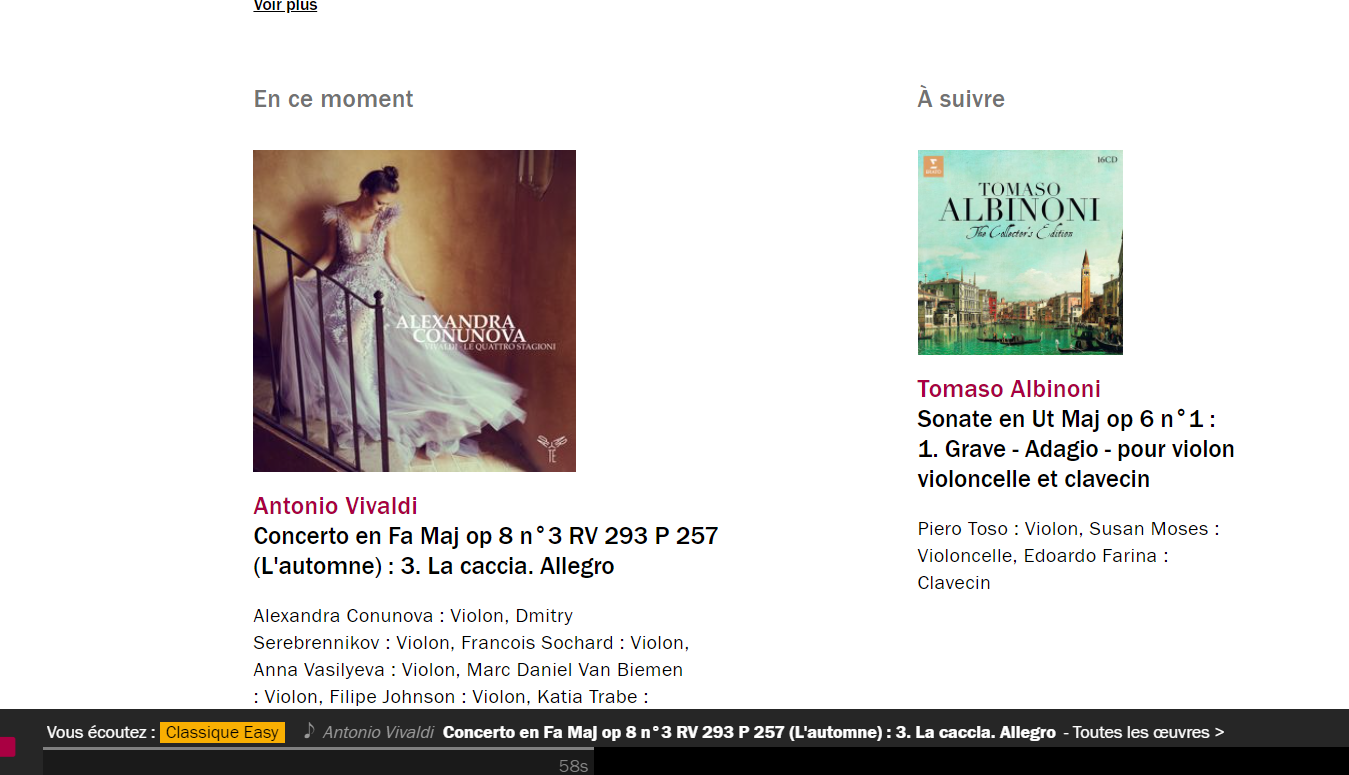 Voir plus
En ce moment
ALEXANDRA
CONUNOVA
VIVALDI - LE QUATTRO STAGIONI
Antonio Vivaldi
Concerto en Fa Maj op 8 n°3 RV 293 P 257
(L'automne) : 3. La caccia. Allegro
Alexandra Conunova : Violon, Dmitry
Serebrennikov : Violon, Francois Sochard : Violon,
Anna Vasilyeva : Violon, Marc Daniel Van Biemen
: Violon, Filipe Johnson : Violon, Katia Trabe :
À suivre
16CD
TOMASO
ALBINONI
The Collector's Edition
Tomaso Albinoni
Sonate en Ut Maj op 6 n°1 :
1. Grave - Adagio - pour violon
violoncelle et clavecin
Piero Toso : Violon, Susan Moses :
Violoncelle, Edoardo Farina :
Clavecin
Vous écoutez : Classique Easy Antonio Vivaldi Concerto en Fa Maj op 8 n°3 RV 293 P 257 (L'automne) : 3. La caccia. Allegro - Toutes les œuvres >
58s